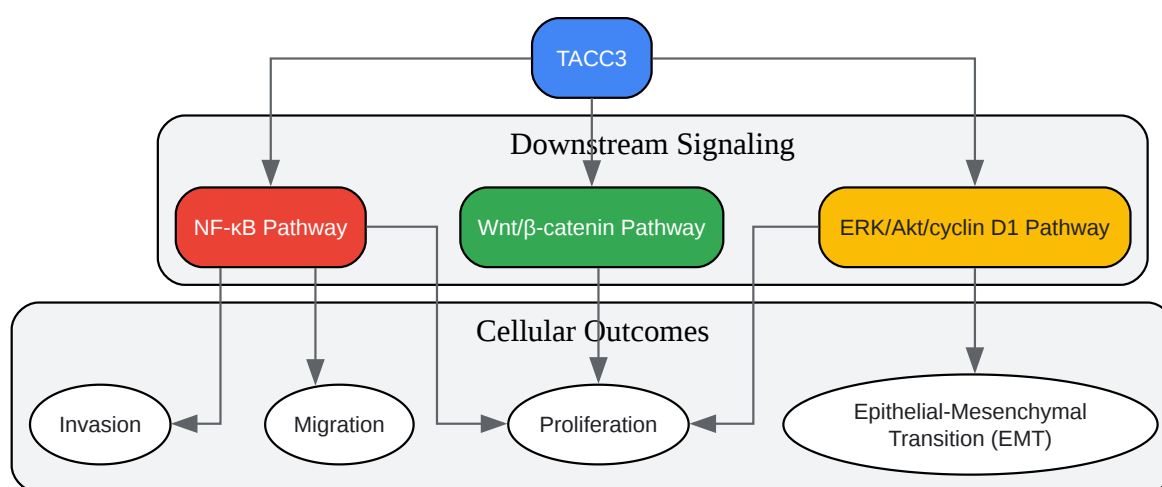 TACC3
Downstream Signaling
NF-κB Pathway
Wnt/β-catenin Pathway
ERK/Akt/cyclin D1 Pathway
Cellular Outcomes
Invasion
Migration
Proliferation
Epithelial-Mesenchymal
Transition (EMT)